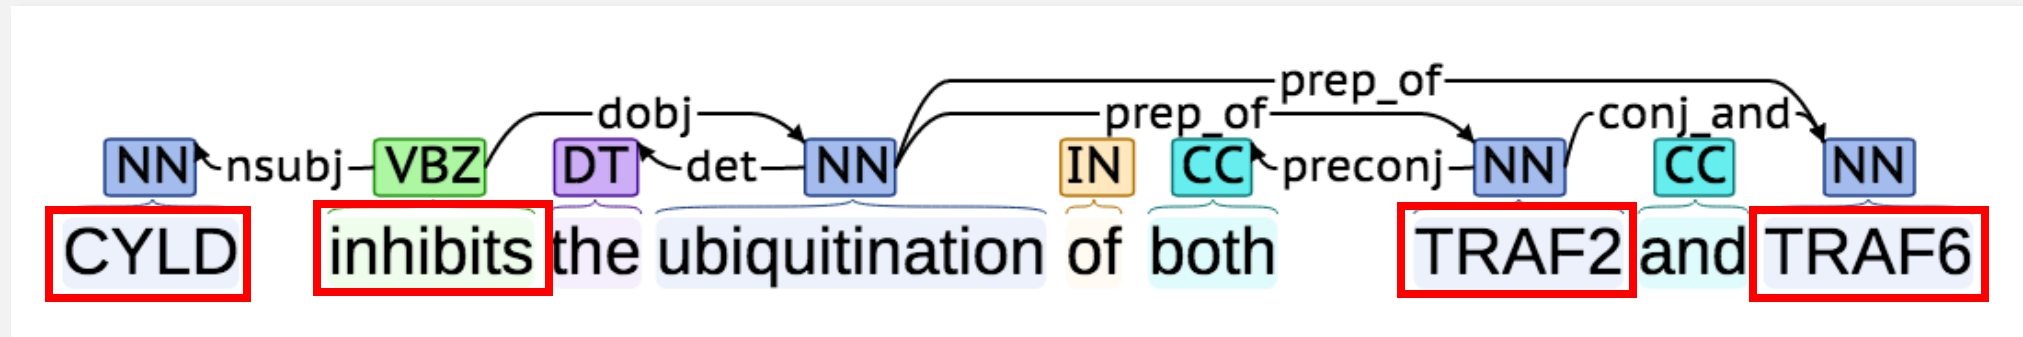 prep_of
dobj prep_of conj_and
NN nsubj VBZ DT det NN IN CC preconj NN CC NN
CYLD inhibits the ubiquitination of both TRAF2 and TRAF6